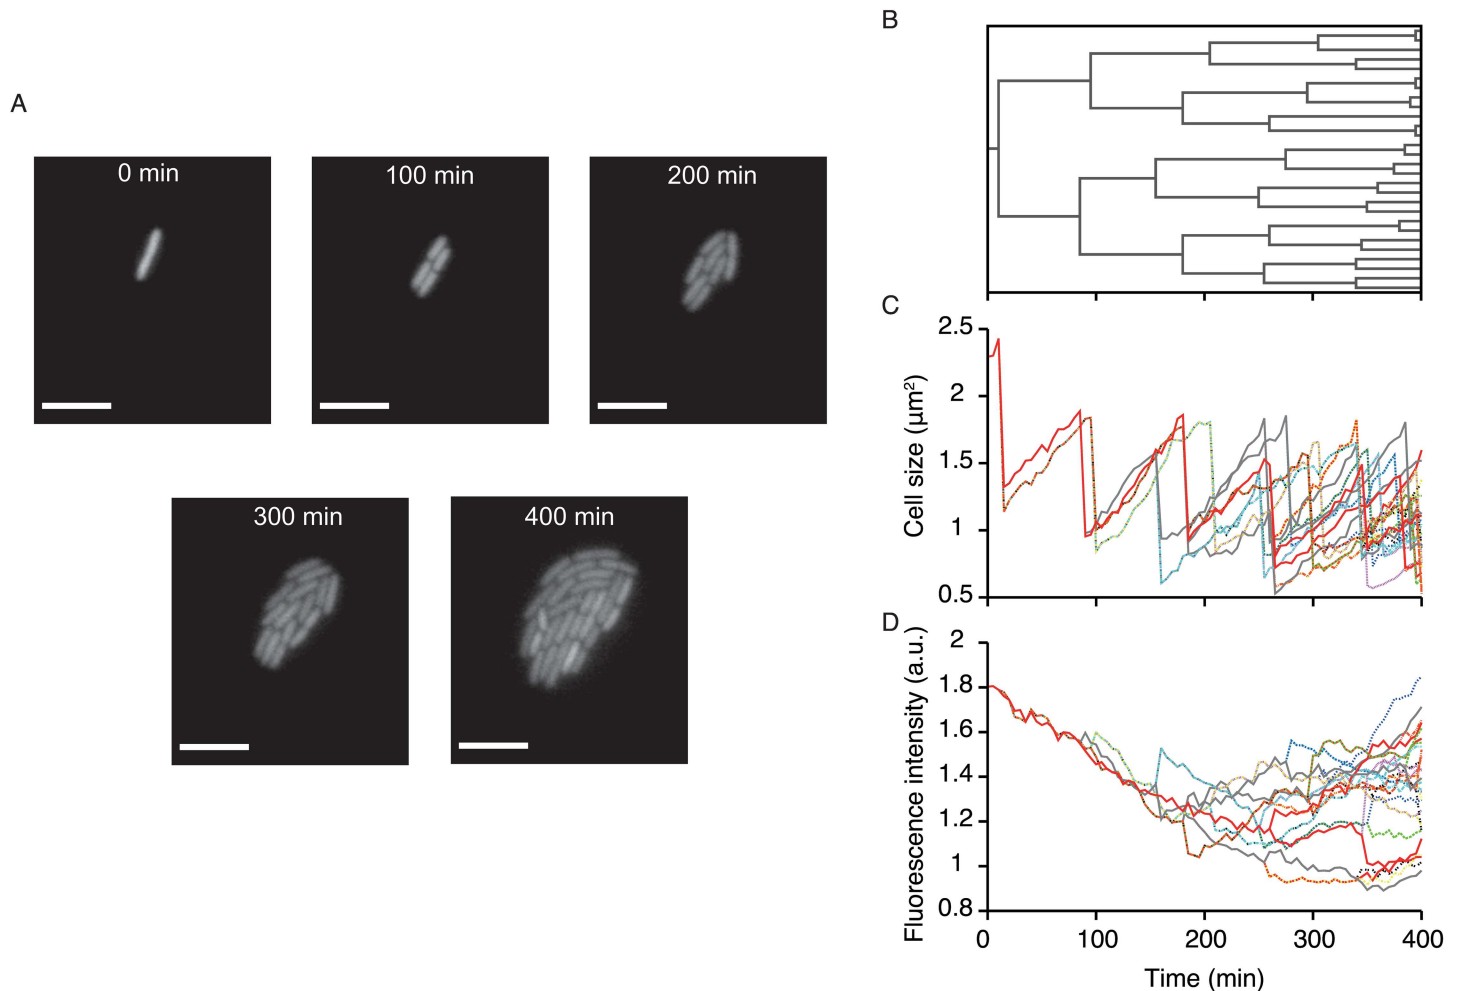 A
0 min
100 min
200 min
300 min
400 min
B
C
2.5
2
1.5
1
0.5
Cell size (µm²)
D
2
1.8
1.6
1.4
1.2
1
0.8
Fluorescence intensity (a.u.)
0 100 200 300 400
Time (min)